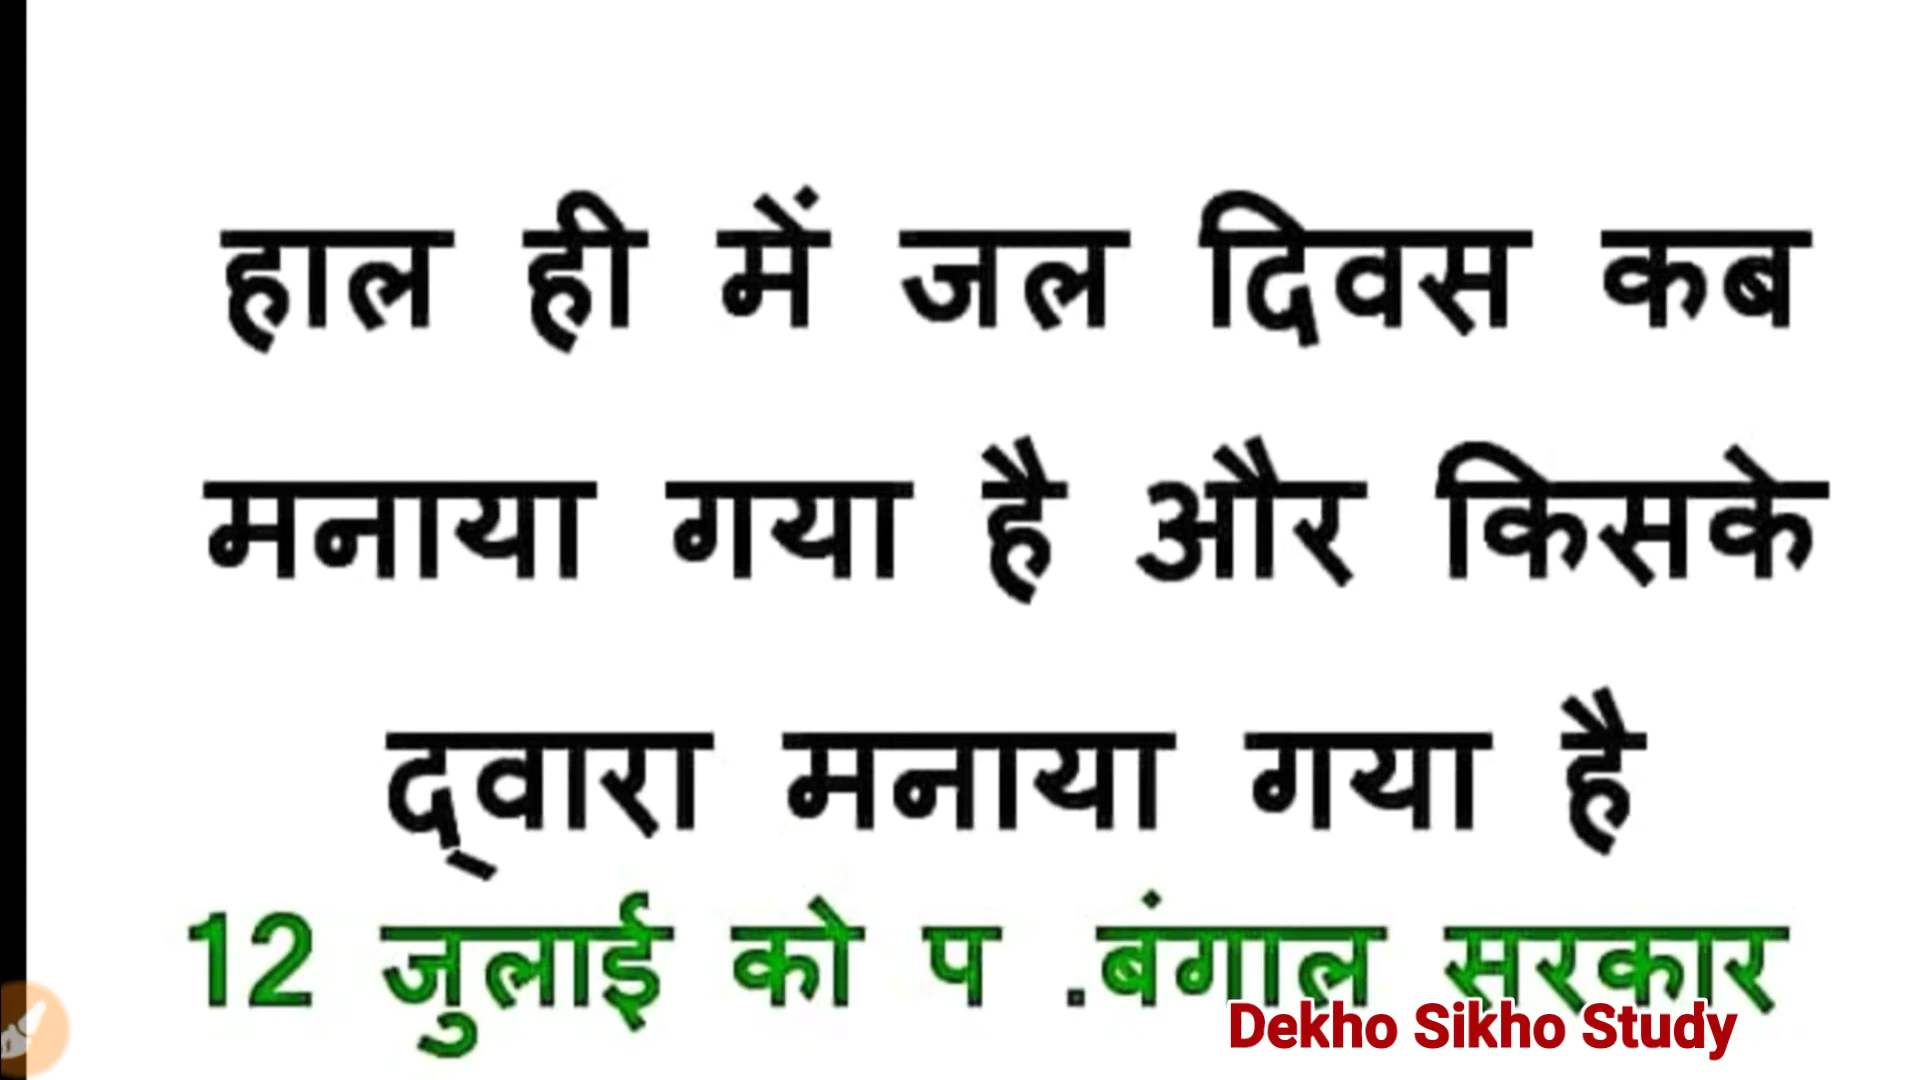 हाल ही में जल दिवस कब
मनाया गया है और किसके
द्वारा मनाया गया है
12 जुलाई को प .बंगाल सरकार
Dekho Sikho Study